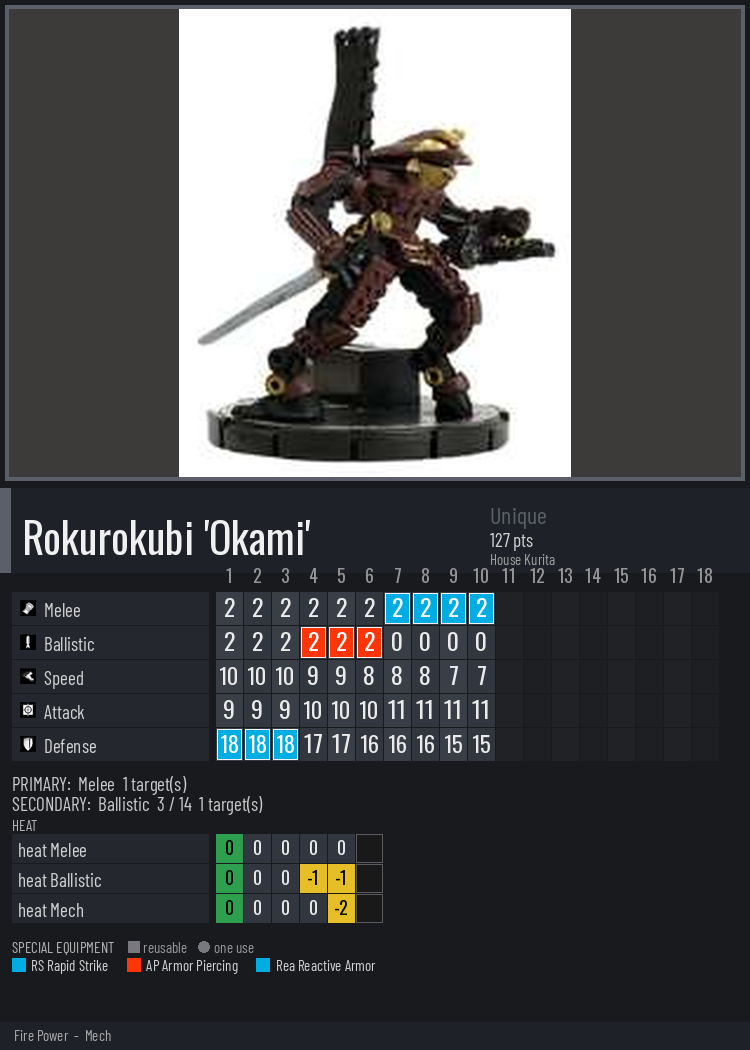 Rokurokubi 'Okami'
Unique
127 pts
House Kurita
1 2 3 4 5 6 7 8 9 10 11 12 13 14 15 16 17 18
Melee 2 2 2 2 2 2 2 2 2 2
Ballistic 2 2 2 2 2 2 0 0 0 0
Speed 10 10 10 9 9 8 8 8 7 7
Attack 9 9 9 10 10 10 11 11 11 11
Defense 18 18 18 17 17 16 16 16 15 15
PRIMARY: Melee 1 target(s)
SECONDARY: Ballistic 3 / 14 1 target(s)
HEAT
heat Melee 0 0 0 0 0
heat Ballistic 0 0 0 -1 -1
heat Mech 0 0 0 0 -2
SPECIAL EQUIPMENT reusable one use
RS Rapid Strike AP Armor Piercing Rea Reactive Armor
Fire Power - Mech